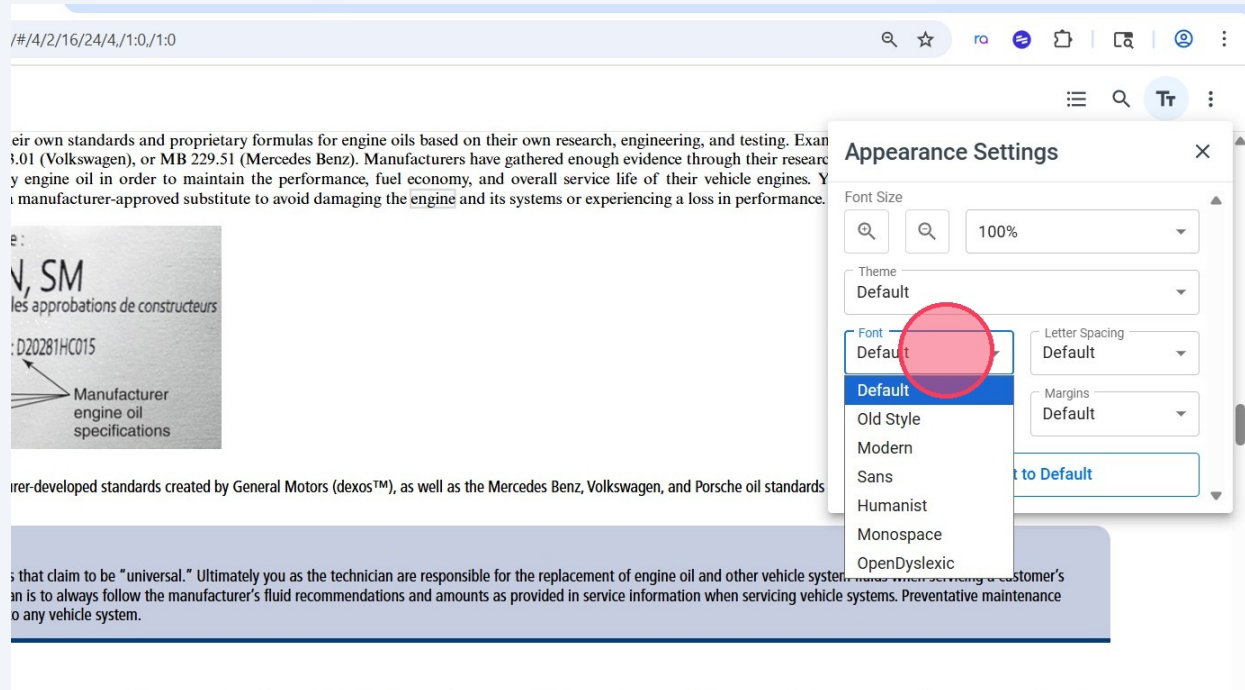 /#/4/2/16/24/4,/1:0,/1:0
ra
Tт
eir own standards and proprietary formulas for engine oils based on their own research, engineering, and testing. Exam
3.01 (Volkswagen), or MB 229.51 (Mercedes Benz). Manufacturers have gathered enough evidence through their researc
y engine oil in order to maintain the performance, fuel economy, and overall service life of their vehicle engines. Y
manufacturer-approved substitute to avoid damaging the engine and its systems or experiencing a loss in performance.
e :
N, SM
les approbations de constructeurs
: D20281HC015
Manufacturer
engine oil
specifications
urer-developed standards created by General Motors (dexos™), as well as the Mercedes Benz, Volkswagen, and Porsche oil standards
s that claim to be “universal.” Ultimately you as the technician are responsible for the replacement of engine oil and other vehicle system fluids when servicing a customer’s
an is to always follow the manufacturer’s fluid recommendations and amounts as provided in service information when servicing vehicle systems. Preventative maintenance
o any vehicle system.
Appearance Settings
Font Size
100%
Theme
Default
Font
Default
Letter Spacing
Default
Default
Old Style
Modern
Sans
Humanist
Monospace
OpenDyslexic
Margins
Default
t to Default